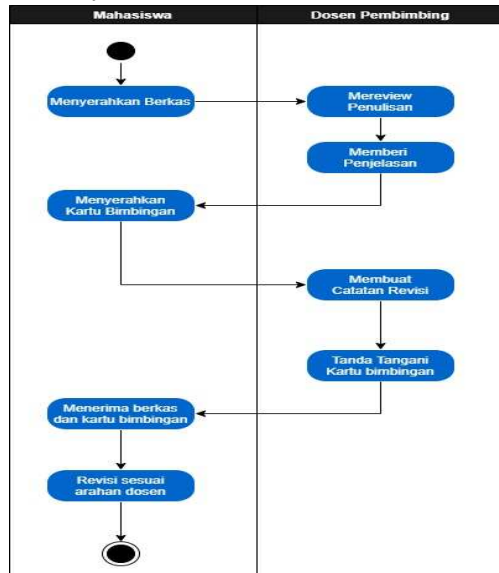 Mahasiswa
Dosen Pembimbing
Menyerahkan Berkas
Mereview
Penulisan
Memberi
Penjelasan
Menyerahkan
Kartu Bimbingan
Membuat
Catatan Revisi
Tanda Tangani
Kartu bimbingan
Menerima berkas
dan kartu bimbingan
Revisi sesuai
arahan dosen